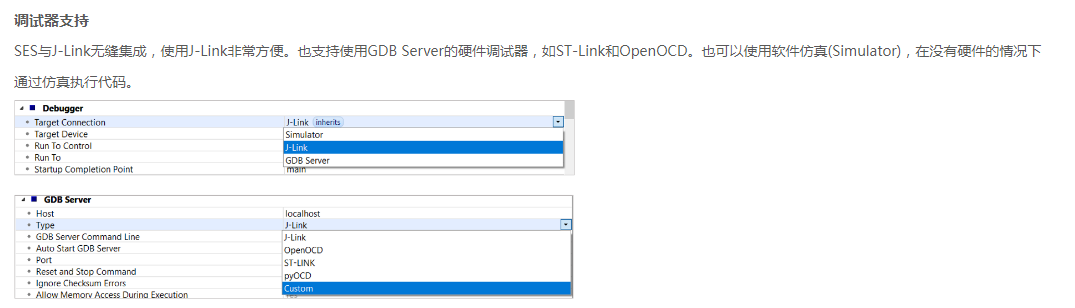 调试器支持
SES与J-Link无缝集成，使用J-Link非常方便。也支持使用GDB Server的硬件调试器，如ST-Link和OpenOCD。也可以使用软件仿真(Simulator)，在没有硬件的情况下
通过仿真执行代码。
Debugger
Target Connection J-Link inherits
Target Device Simulator
Run To Control J-Link
Run To GDB Server
Startup Completion Point main
GDB Server
Host localhost
Type J-Link
GDB Server Command Line J-Link
Auto Start GDB Server OpenOCD
Port ST-LINK
Reset and Stop Command pyOCD
Ignore Checksum Errors Custom
Allow Memory Access During Execution Yes